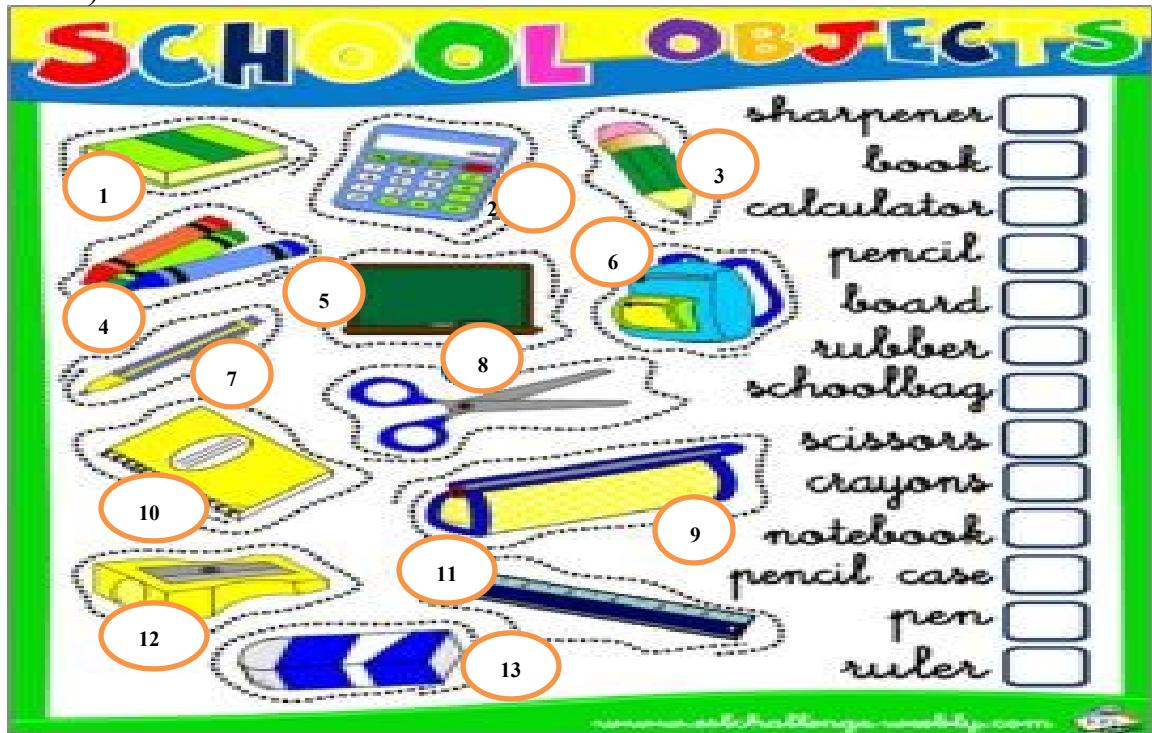 )
SCHOOL OBJECTS
sharpener
1
book
3
2
calculator
6
pencil
5
board
4
8
rubber
7
schoolbag
scissors
crayons
10
9
notebook
11
pencil case
12
pen
13
ruler